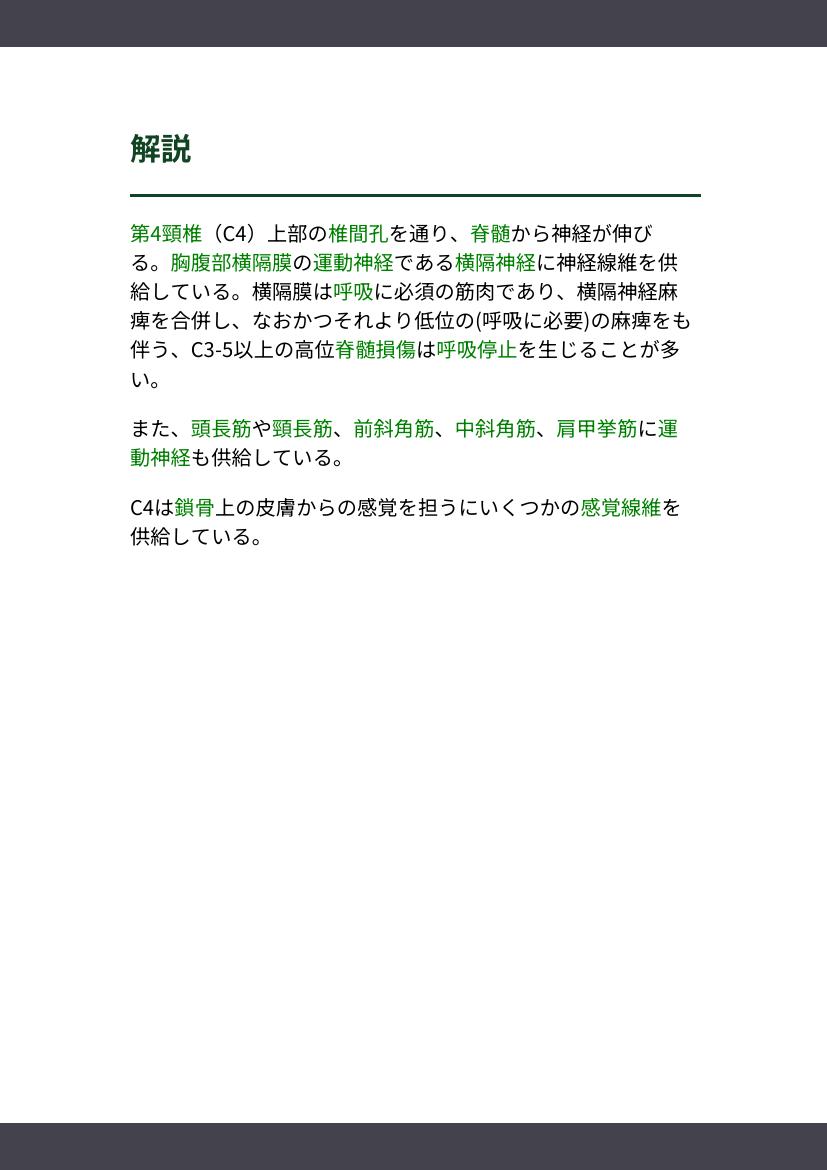 解説
第4頸椎（C4）上部の椎間孔を通り、脊髄から神経が伸び
る。胸腹部横隔膜の運動神経である横隔神経に神経線維を供
給している。横隔膜は呼吸に必須の筋肉であり、横隔神経麻
痺を合併し、なおかつそれより低位の(呼吸に必要)の麻痺をも
伴う、C3-5以上の高位脊髄損傷は呼吸停止を生じることが多
い。
また、頭長筋や頸長筋、前斜角筋、中斜角筋、肩甲挙筋に運
動神経も供給している。
C4は鎖骨上の皮膚からの感覚を担うにいくつかの感覚線維を
供給している。